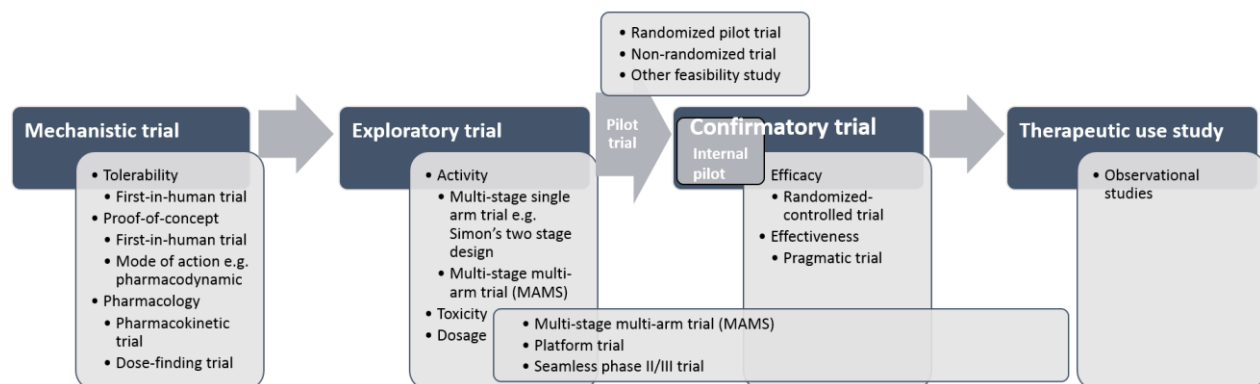 • Randomized pilot trial
• Non-randomized trial
• Other feasibility study
Mechanistic trial
• Tolerability
• First-in-human trial
• Proof-of-concept
• First-in-human trial
• Mode of action e.g.
pharmacodynamic
• Pharmacology
• Pharmacokinetic
trial
• Dose-finding trial
Exploratory trial
• Activity
• Multi-stage single
arm trial e.g.
Simon's two stage
design
• Multi-stage multi-
arm trial (MAMS)
• Toxicity
• Dosage
Pilot
trial
Confirmatory trial
Internal
pilot
Efficacy
• Randomized-
controlled trial
• Effectiveness
• Pragmatic trial
• Multi-stage multi-arm trial (MAMS)
• Platform trial
• Seamless phase II/III trial
Therapeutic use study
• Observational
studies